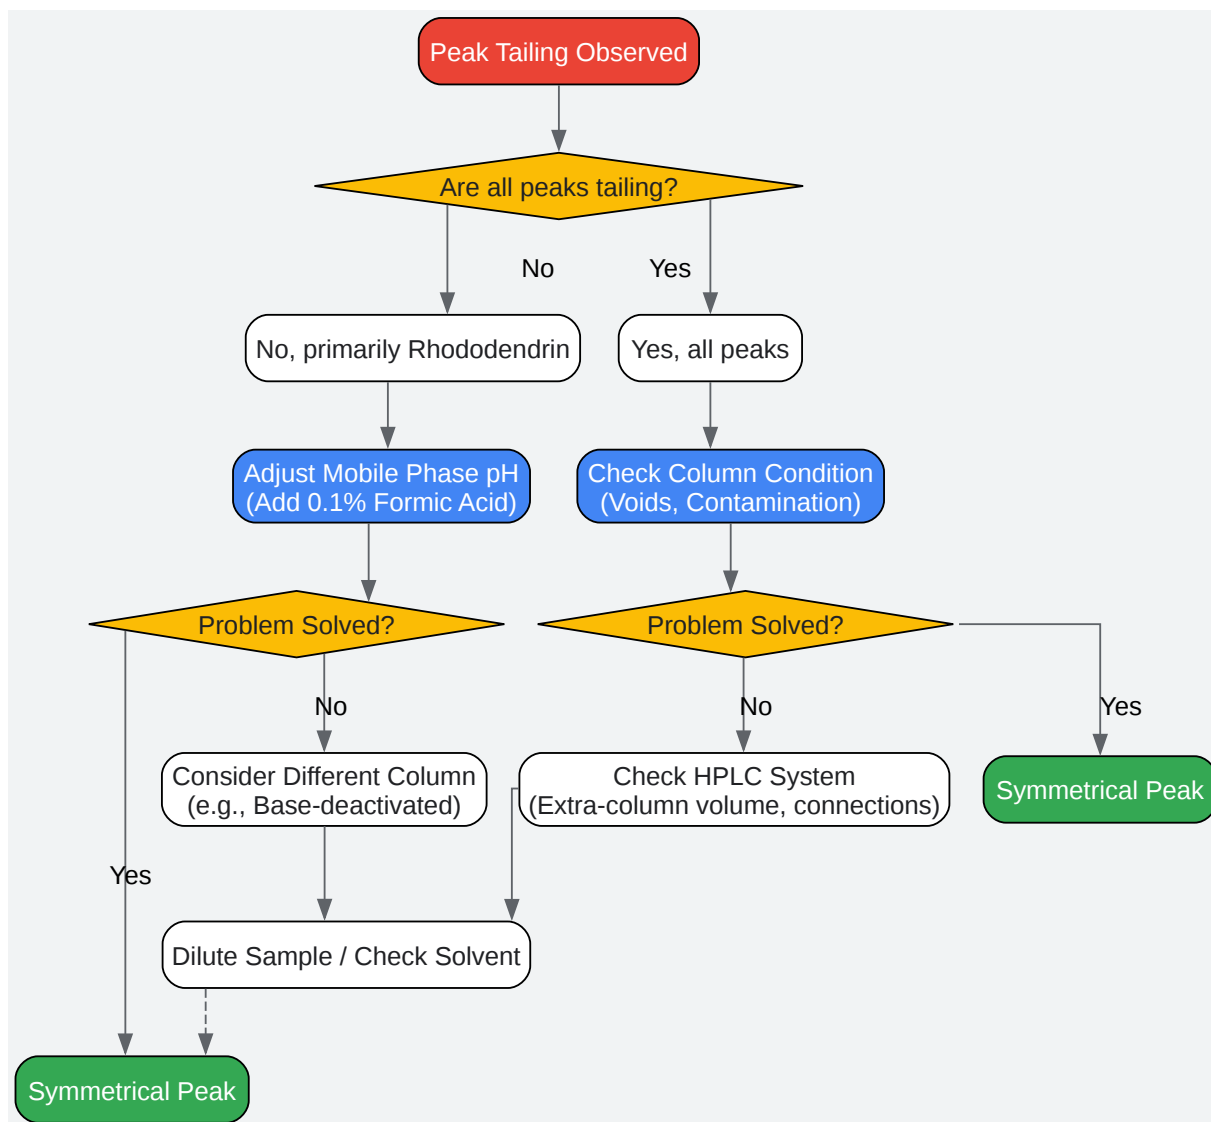 Peak Tailing Observed
Are all peaks tailing?
No
Yes
No, primarily Rhododendrin
Yes, all peaks
Adjust Mobile Phase pH
(Add 0.1% Formic Acid)
Check Column Condition
(Voids, Contamination)
Problem Solved?
Problem Solved?
No
No
Yes
Consider Different Column
(e.g., Base-deactivated)
Check HPLC System
(Extra-column volume, connections)
Symmetrical Peak
Yes
Dilute Sample / Check Solvent
Symmetrical Peak